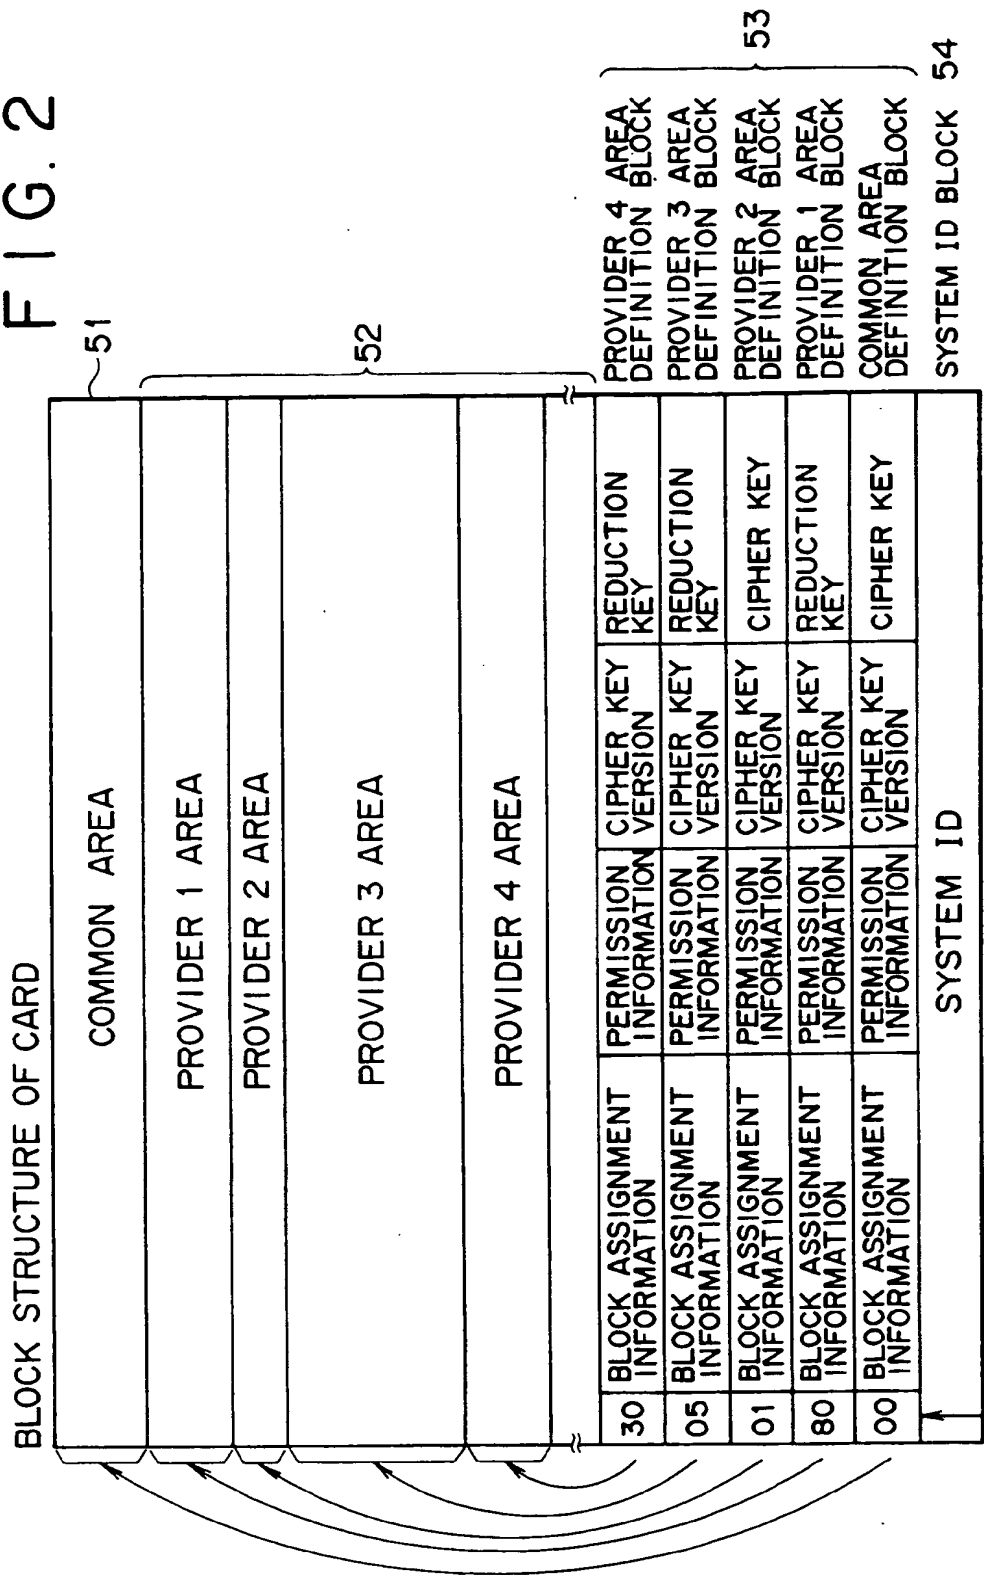 FIG. 2
BLOCK STRUCTURE OF CARD
51
COMMON AREA
PROVIDER 1 AREA
PROVIDER 2 AREA
PROVIDER 3 AREA
PROVIDER 4 AREA
52
30
BLOCK ASSIGNMENT
INFORMATION
PERMISSION
INFORMATION
CIPHER KEY
VERSION
REDUCTION
KEY
PROVIDER 4 AREA
DEFINITION BLOCK
05
BLOCK ASSIGNMENT
INFORMATION
PERMISSION
INFORMATION
CIPHER KEY
VERSION
REDUCTION
KEY
PROVIDER 3 AREA
DEFINITION BLOCK
01
BLOCK ASSIGNMENT
INFORMATION
PERMISSION
INFORMATION
CIPHER KEY
VERSION
CIPHER KEY
PROVIDER 2 AREA
DEFINITION BLOCK
80
BLOCK ASSIGNMENT
INFORMATION
PERMISSION
INFORMATION
CIPHER KEY
VERSION
REDUCTION
KEY
PROVIDER 1 AREA
DEFINITION BLOCK
00
BLOCK ASSIGNMENT
INFORMATION
PERMISSION
INFORMATION
CIPHER KEY
VERSION
CIPHER KEY
COMMON AREA
DEFINITION BLOCK
53
SYSTEM ID
SYSTEM ID BLOCK 54